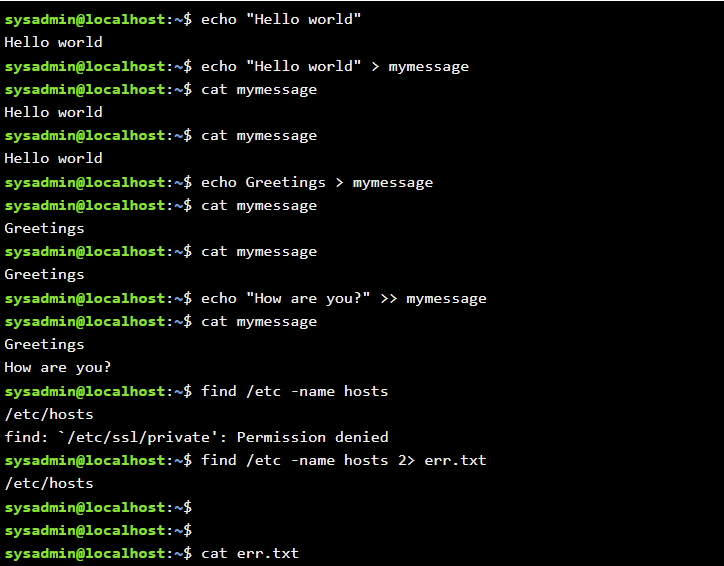 sysadmin@localhost:~$ echo "Hello world"
Hello world
sysadmin@localhost:~$ echo "Hello world" > mymessage
sysadmin@localhost:~$ cat mymessage
Hello world
sysadmin@localhost:~$ cat mymessage
Hello world
sysadmin@localhost:~$ echo Greetings > mymessage
sysadmin@localhost:~$ cat mymessage
Greetings
sysadmin@localhost:~$ cat mymessage
Greetings
sysadmin@localhost:~$ echo "How are you?" >> mymessage
sysadmin@localhost:~$ cat mymessage
Greetings
How are you?
sysadmin@localhost:~$ find /etc -name hosts
/etc/hosts
find: `/etc/ssl/private': Permission denied
sysadmin@localhost:~$ find /etc -name hosts 2> err.txt
/etc/hosts
sysadmin@localhost:~$
sysadmin@localhost:~$
sysadmin@localhost:~$ cat err.txt